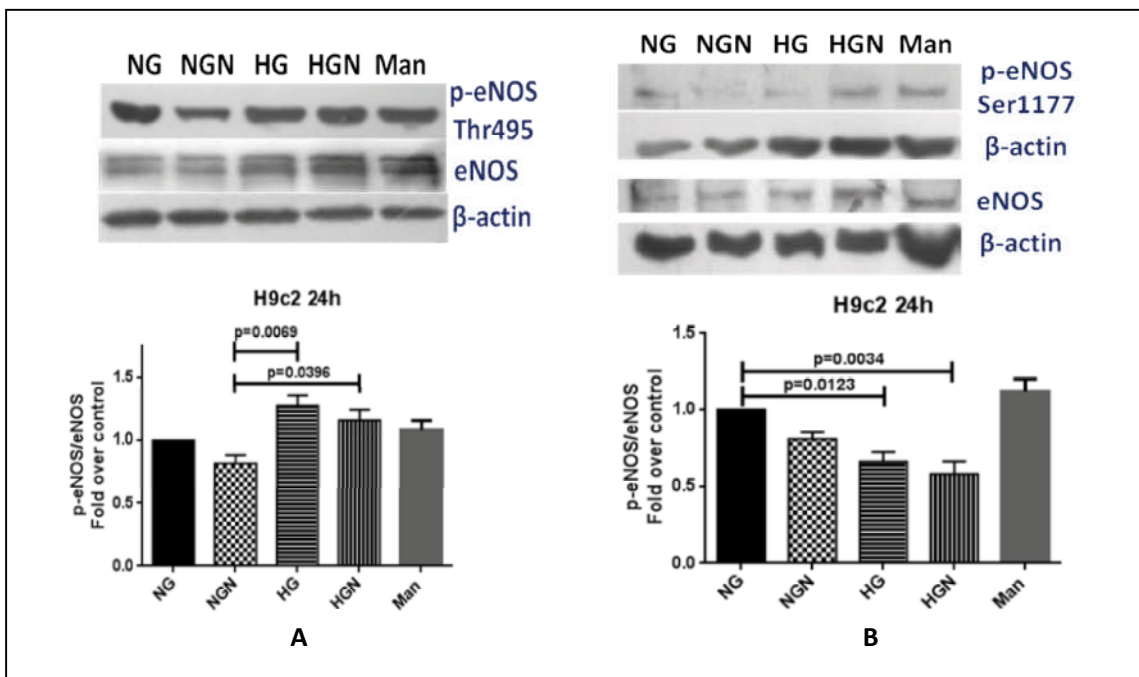 NG NGN HG HGN Man
p-eNOS
Thr495
eNOS
β-actin
H9c2 24h
p=0.0069
p=0.0396
1.5
1.0
0.5
0.0
p-eNOS/eNOS
Fold over control
NG NGN HG HGN Man
A
NG NGN HG HGN Man
p-eNOS
Ser1177
β-actin
eNOS
β-actin
H9c2 24h
p=0.0034
p=0.0123
1.5
1.0
0.5
0.0
p-eNOS/eNOS
Fold over control
NG NGN HG HGN Man
B